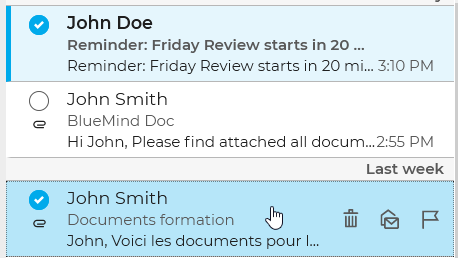 John Doe
Reminder: Friday Review starts in 20 ...
Reminder: Friday Review starts in 20 mi... 3:10 PM
John Smith
BlueMind Doc
Hi John, Please find attached all docum... 2:55 PM
Last week
John Smith
Documents formation
John, Voici les documents pour l...